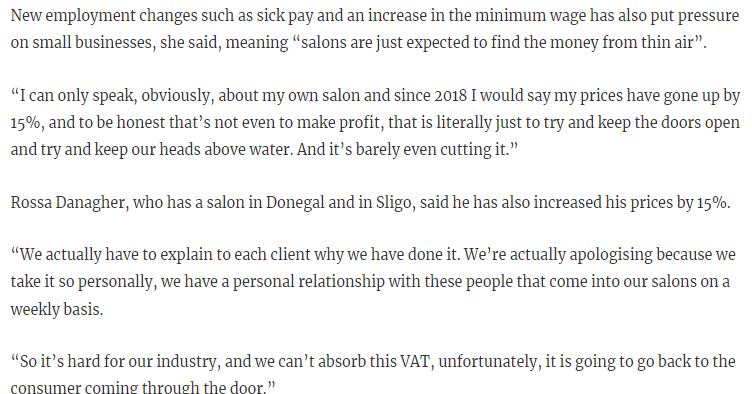 New employment changes such as sick pay and an increase in the minimum wage has also put pressure
on small businesses, she said, meaning “salons are just expected to find the money from thin air”.
“I can only speak, obviously, about my own salon and since 2018 I would say my prices have gone up by
15%, and to be honest that’s not even to make profit, that is literally just to try and keep the doors open
and try and keep our heads above water. And it’s barely even cutting it.”
Rossa Danagher, who has a salon in Donegal and in Sligo, said he has also increased his prices by 15%.
“We actually have to explain to each client why we have done it. We’re actually apologising because we
take it so personally, we have a personal relationship with these people that come into our salons on a
weekly basis.
“So it’s hard for our industry, and we can’t absorb this VAT, unfortunately, it is going to go back to the
consumer coming through the door.”